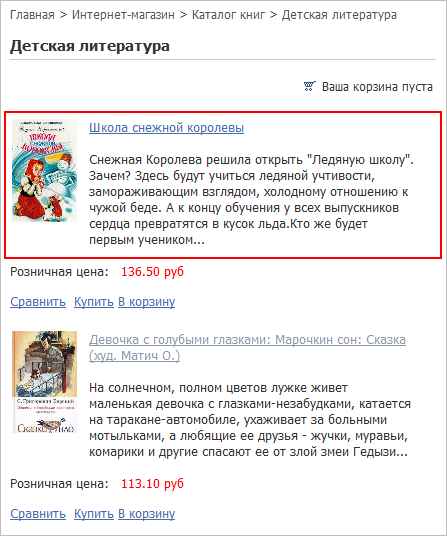 Главная > Интернет-магазин > Каталог книг > Детская литература
Детская литература
Ваша корзина пуста
Школа снежной королевы
Снежная Королева решила открыть "Ледяную школу".
Зачем? Здесь будут учиться ледяной учтивости,
замораживающим взглядом, холодному отношению к
чужой беде. А к концу обучения у всех выпускников
сердца превратятся в кусок льда.Кто же будет
первым учеником...
Розничная цена: 136.50 руб
Сравнить Купить В корзину
Девочка с голубыми глазками: Марочкин сон: Сказка
(худ. Матич О.)
На солнечном, полном цветов лужке живет
маленькая девочка с глазками-незабудками, катается
на таракане-автомобиле, ухаживает за больными
мотыльками, а любящие ее друзья - жучки, муравьи,
комарики и другие спасают ее от злой змеи Гедызи...
Розничная цена: 113.10 руб
Сравнить Купить В корзину